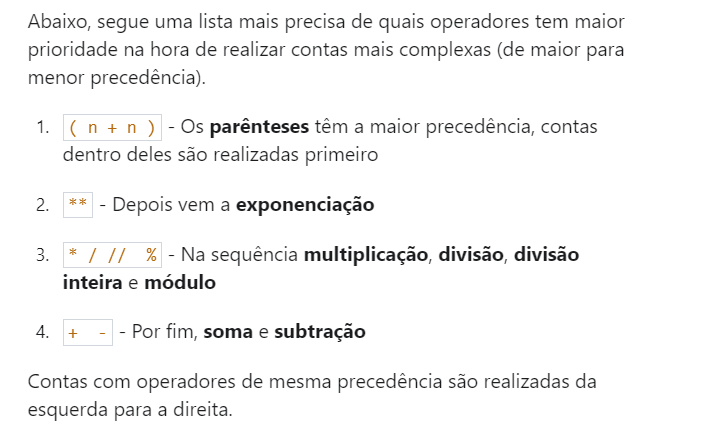 Abaixo, segue uma lista mais precisa de quais operadores tem maior
prioridade na hora de realizar contas mais complexas (de maior para
menor precedência).
1. ( n + n ) - Os parênteses têm a maior precedência, contas
dentro deles são realizadas primeiro
2. ** - Depois vem a exponenciação
3. * / // % - Na sequência multiplicação, divisão, divisão
inteira e módulo
4. + - - Por fim, soma e subtração
Contas com operadores de mesma precedência são realizadas da
esquerda para a direita.